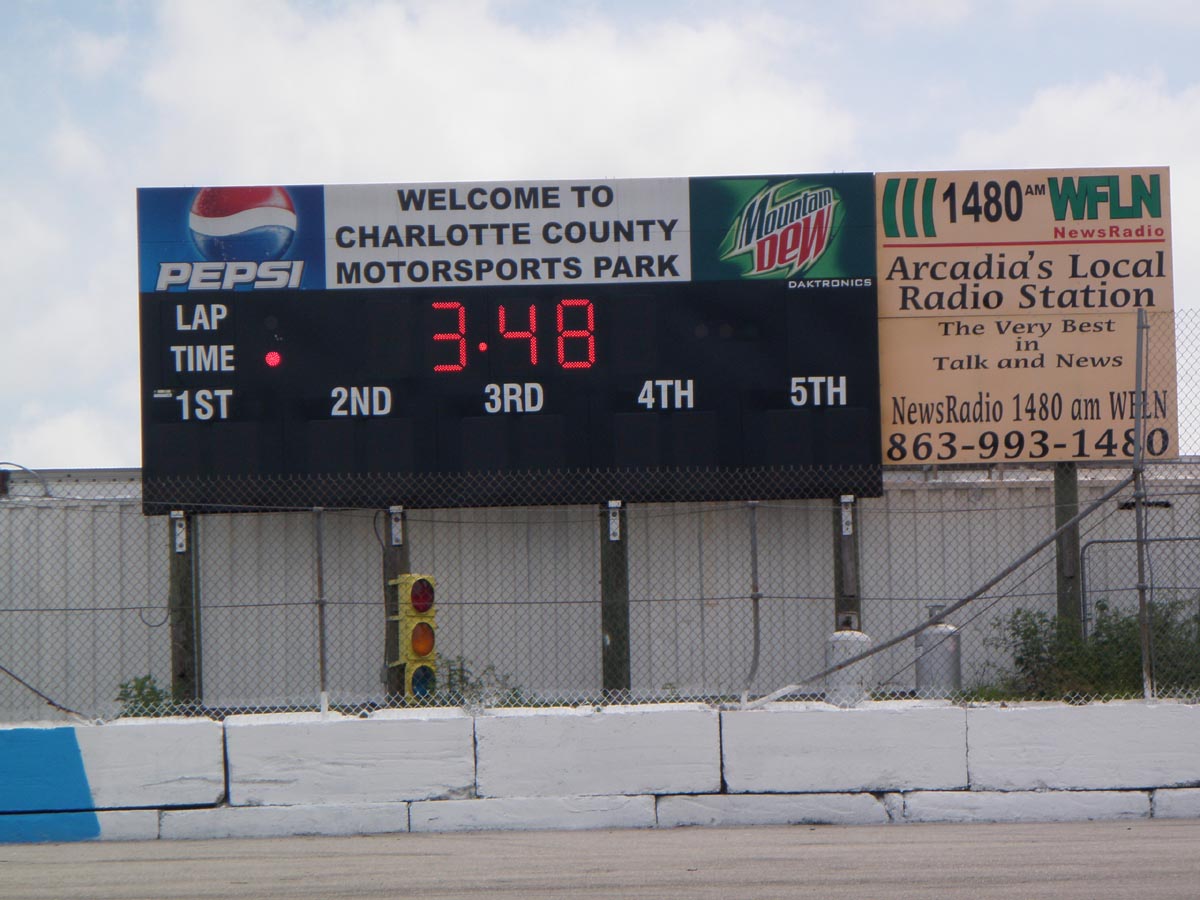 PEPSI
WELCOME TO
CHARLOTTE COUNTY
MOTORSPORTS PARK
Mountain
Dew
DAKTRONICS
LAP
TIME
3.48
1ST 2ND 3RD 4TH 5TH
1480 AM WFLN
NewsRadio
Arcadia's Local
Radio Station
The Very Best
in
Talk and News
NewsRadio 1480 am WFLN
863-993-1480